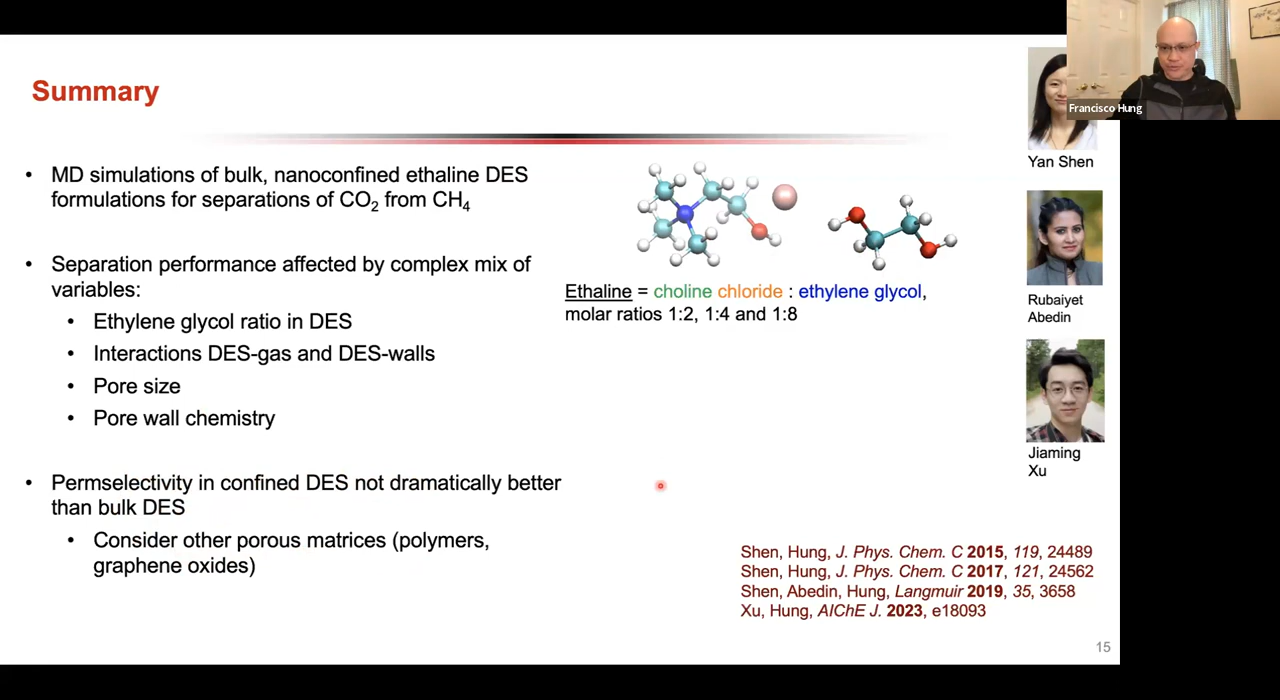 Summary
• MD simulations of bulk, nanoconfined ethaline DES
formulations for separations of CO₂ from CH₄
• Separation performance affected by complex mix of
variables:
• Ethylene glycol ratio in DES
• Interactions DES-gas and DES-walls
• Pore size
• Pore wall chemistry
• Permselectivity in confined DES not dramatically better
than bulk DES
• Consider other porous matrices (polymers,
graphene oxides)
Ethaline = choline chloride : ethylene glycol,
molar ratios 1:2, 1:4 and 1:8
Francisco Hung
Yan Shen
Rubaiyet
Abedin
Jiaming
Xu
Shen, Hung, J. Phys. Chem. C 2015, 119, 24489
Shen, Hung, J. Phys. Chem. C 2017, 121, 24562
Shen, Abedin, Hung, Langmuir 2019, 35, 3658
Xu, Hung, AIChE J. 2023, e18093
15